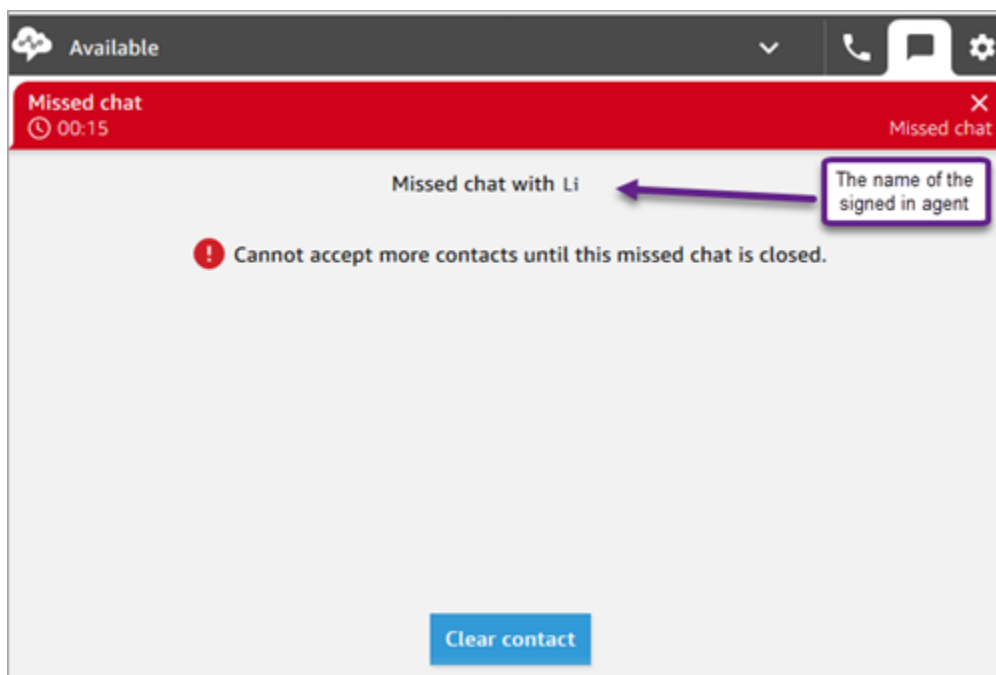 Available
Missed chat
00:15
Missed chat
Missed chat with Li
The name of the
signed in agent
Cannot accept more contacts until this missed chat is closed.
Clear contact